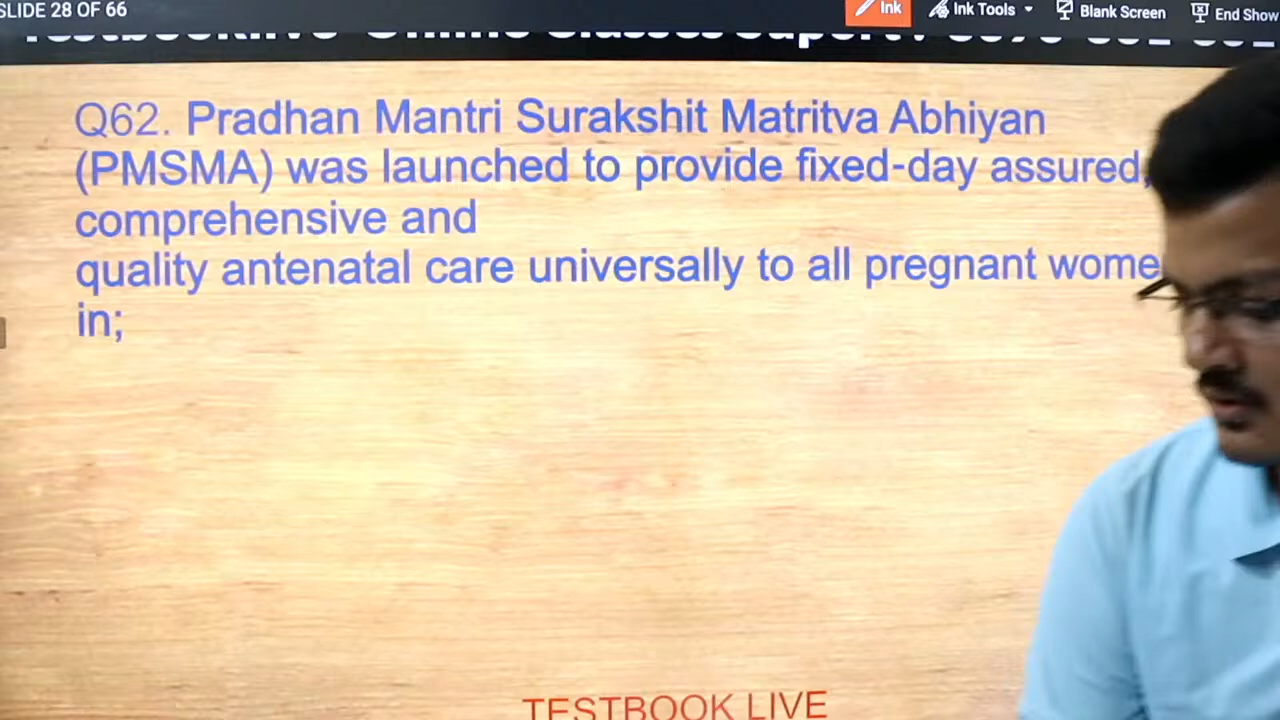 SLIDE 28 OF 66
Ink
Ink Tools
Blank Screen
End Show
Q62. Pradhan Mantri Surakshit Matritva Abhiyan
(PMSMA) was launched to provide fixed-day assured,
comprehensive and
quality antenatal care universally to all pregnant wome
in;
TESTBOOK LIVE